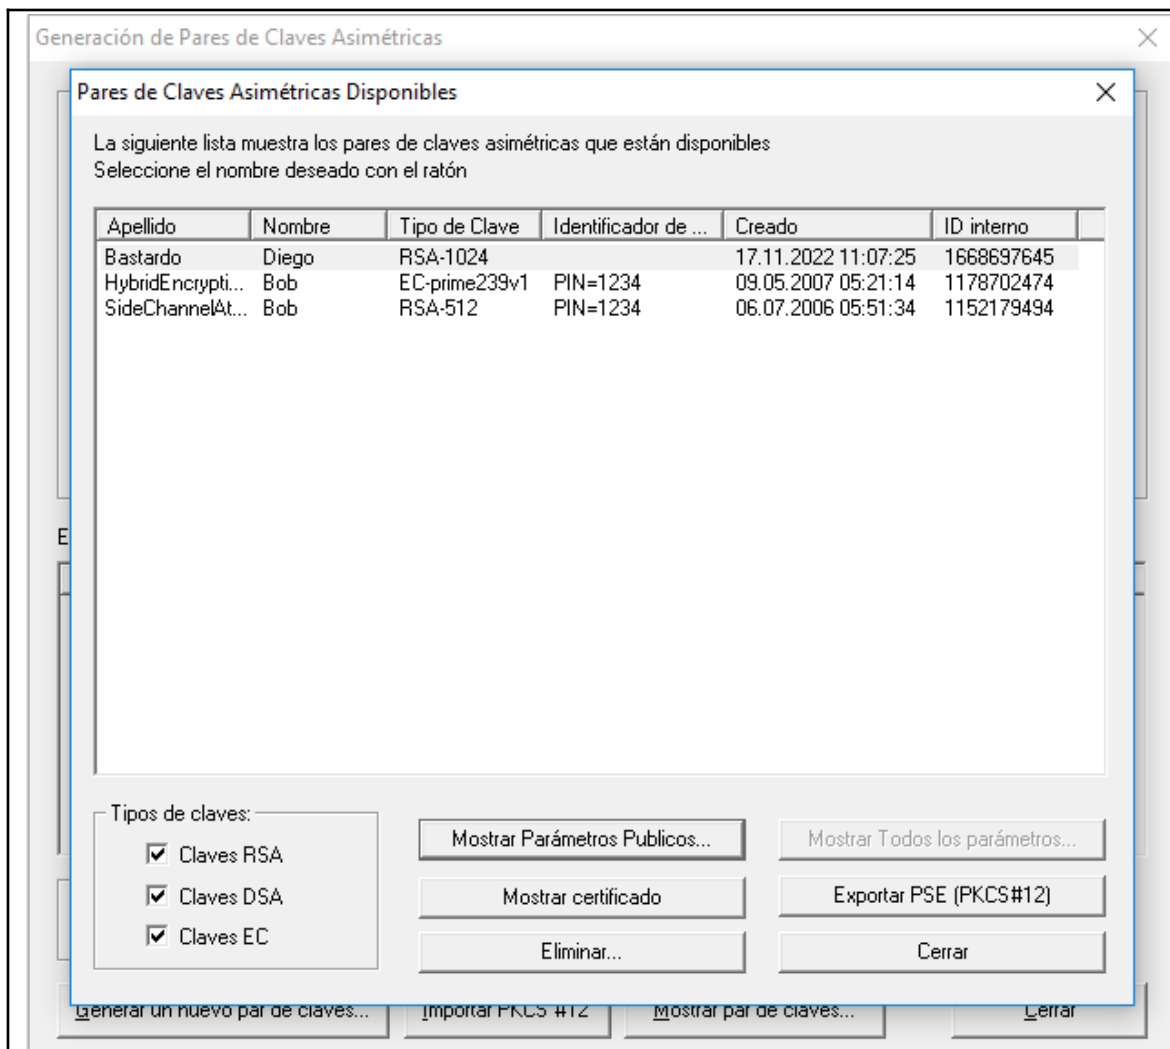 Generación de Pares de Claves Asimétricas
Pares de Claves Asimétricas Disponibles
La siguiente lista muestra los pares de claves asimétricas que están disponibles
Seleccione el nombre deseado con el ratón
Apellido Nombre Tipo de Clave Identificador de ... Creado ID interno
Bastardo Diego RSA-1024 17.11.2022 11:07:25 1668697645
HybridEncrypti... Bob EC-prime239v1 PIN=1234 09.05.2007 05:21:14 1178702474
SideChannelAt... Bob RSA-512 PIN=1234 06.07.2006 05:51:34 1152179494
E
Tipos de claves:
Claves RSA
Claves DSA
Claves EC
Mostrar Parámetros Publicos...
Mostrar Todos los parámetros...
Mostrar certificado
Exportar PSE (PKCS#12)
Eliminar...
Cerrar
Generar un nuevo par de claves... Importar PKCS #12 Mostrar par de claves... Cerrar